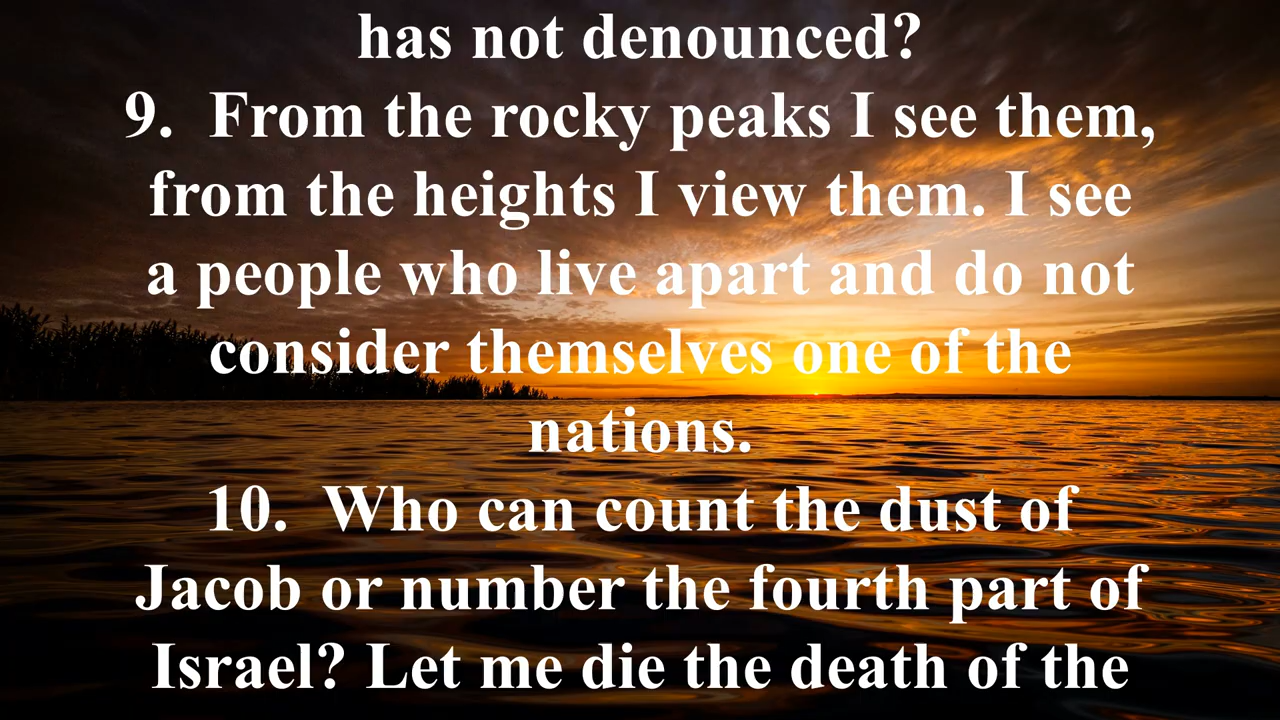 has not denounced?
9.  From the rocky peaks I see them,
from the heights I view them. I see
a people who live apart and do not
consider themselves one of the
nations.
10.  Who can count the dust of
Jacob or number the fourth part of
Israel? Let me die the death of the